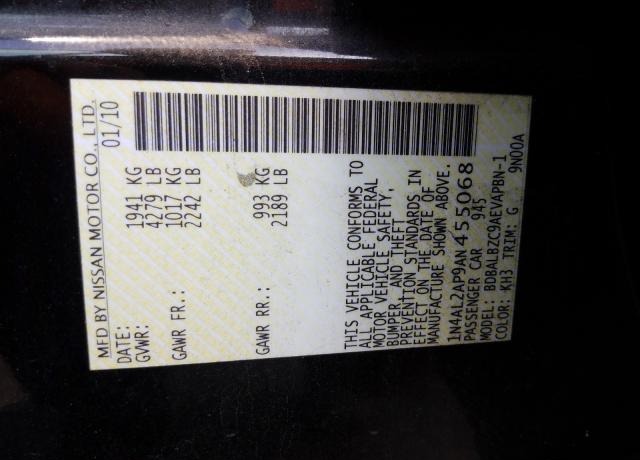 MFD BY NISSAN MOTOR CO., LTD.
DATE: 01/10
GVWR: 1941 KG
4279 LB
GAWR FR.: 1017 KG
2242 LB
GAWR RR.: 993 KG
2189 LB
THIS VEHICLE CONFORMS TO
ALL APPLICABLE FEDERAL
MOTOR VEHICLE SAFETY,
BUMPER, AND THEFT
PREVENTION STANDARDS IN
EFFECT ON THE DATE OF
MANUFACTURE SHOWN ABOVE.
1N4AL2AP9AN455068
PASSENGER CAR 945
MODEL: BDBALBZC9AEVAPBN-1
COLOR: KH3 TRIM: G 9N00A